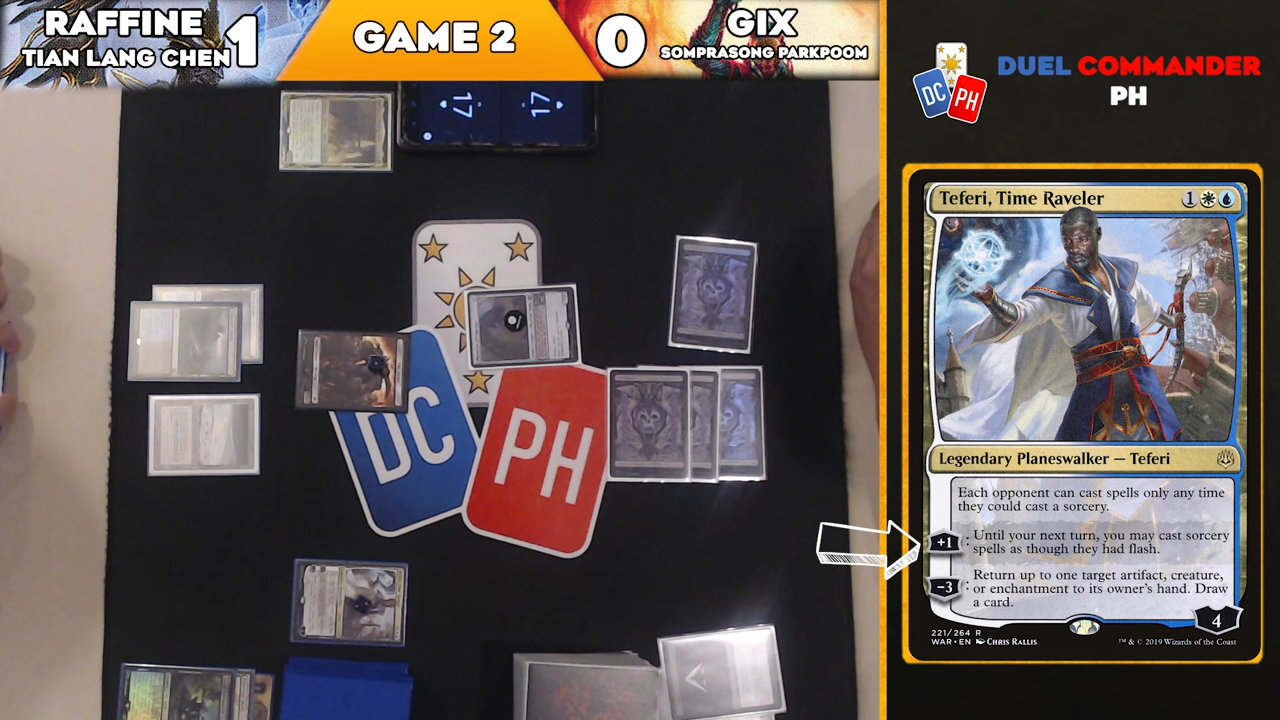 RAFFINE
TIAN LANG CHEN
1
GAME 2
0
GIX
SOMPRASONG PARKPOOM
DC
PH
DUEL COMMANDER
PH
17
17
DC
PH
Teferi, Time Raveler
1
Legendary Planeswalker — Teferi
Each opponent can cast spells only any time
they could cast a sorcery.
+1 : Until your next turn, you may cast sorcery
spells as though they had flash.
-3 : Return up to one target artifact, creature,
or enchantment to its owner's hand. Draw
a card.
4
221/264 R
WAR • EN Chris Rallis
™ & © 2019 Wizards of the Coast